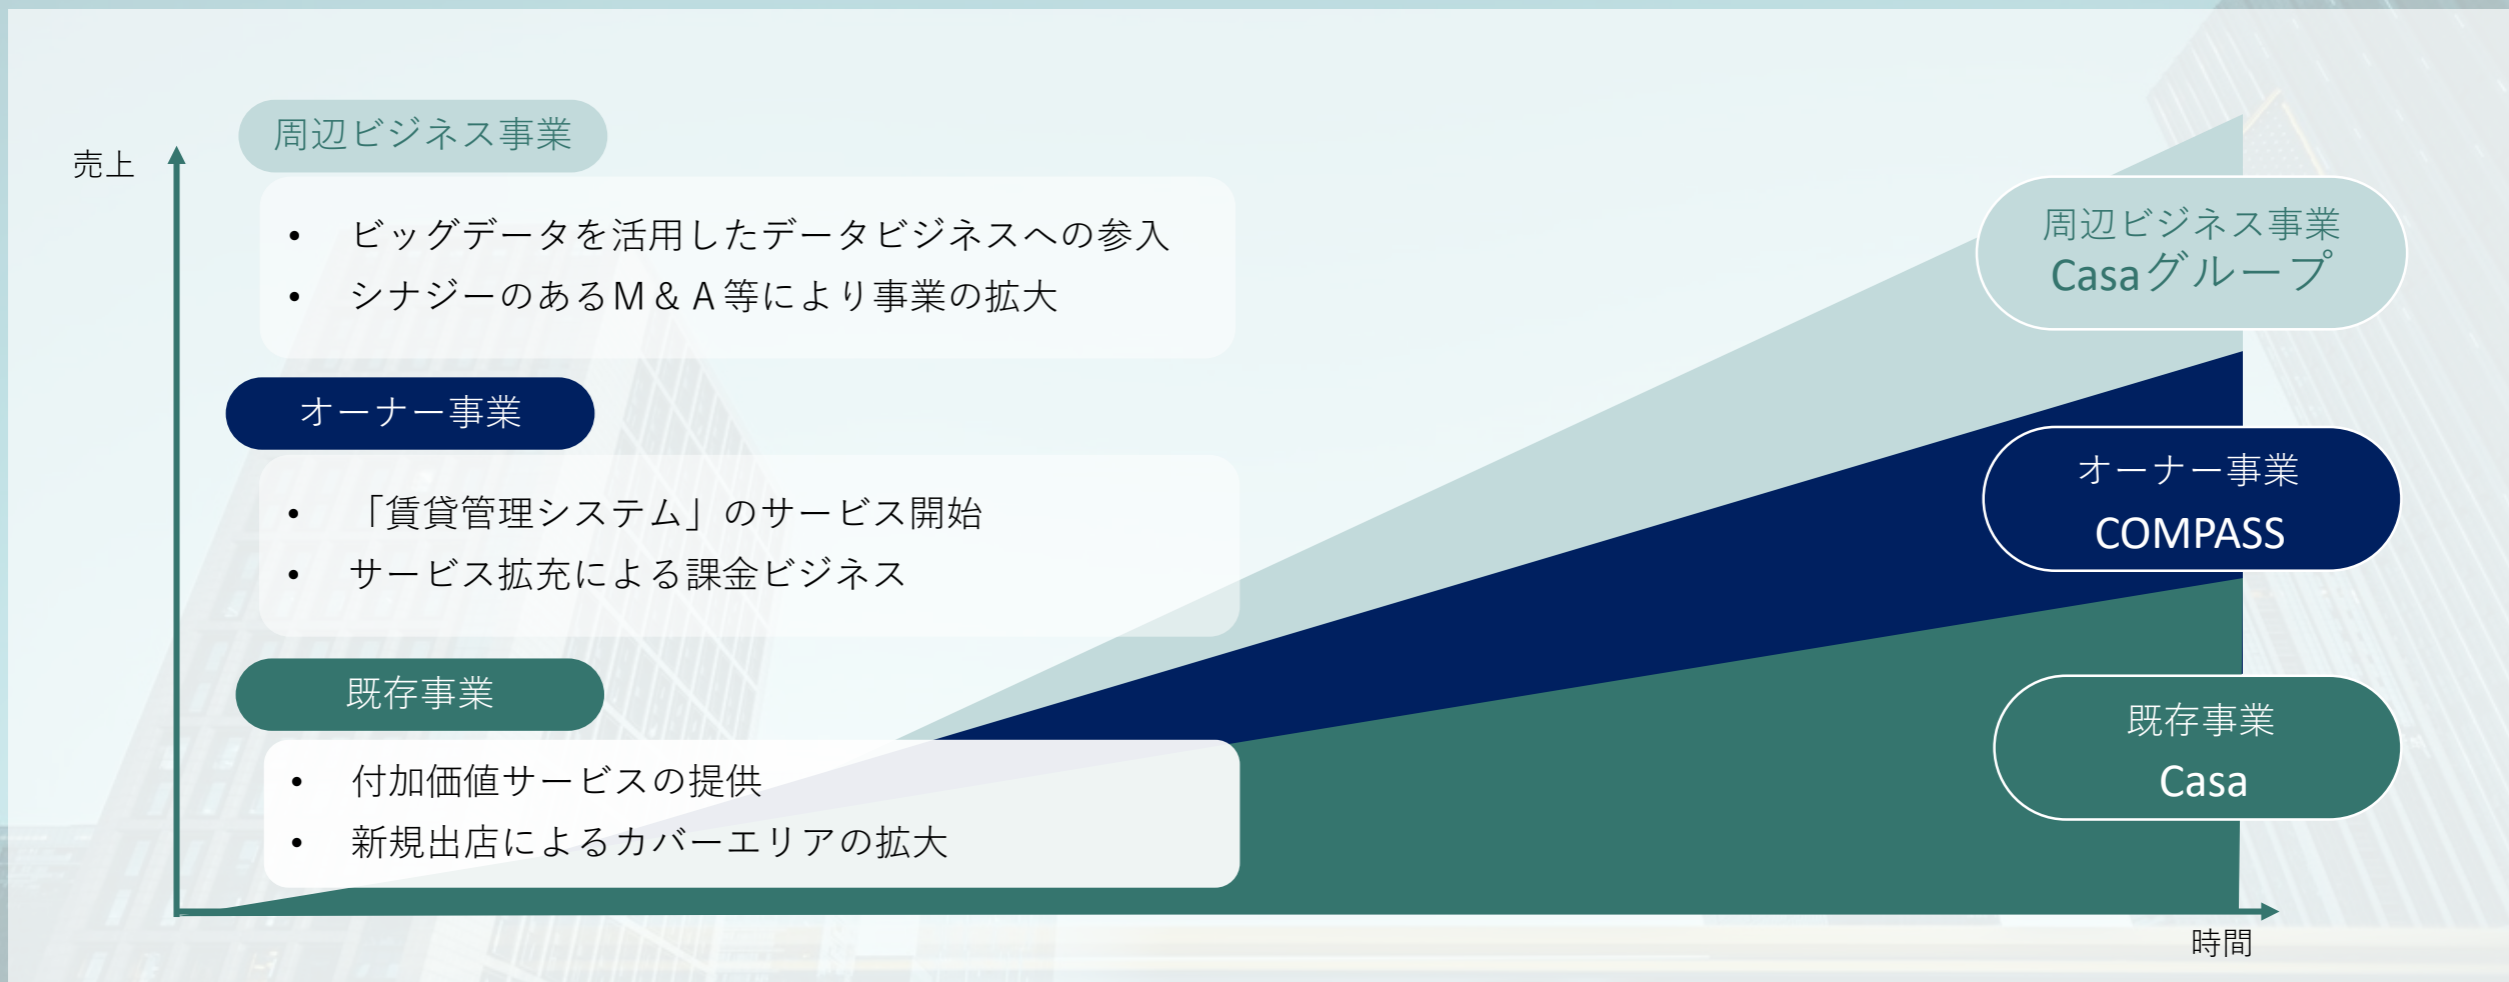 売上
周辺ビジネス事業
• ビッグデータを活用したデータビジネスへの参入
• シナジーのあるM＆A等により事業の拡大
オーナー事業
• 「賃貸管理システム」のサービス開始
• サービス拡充による課金ビジネス
既存事業
• 付加価値サービスの提供
• 新規出店によるカバーエリアの拡大
周辺ビジネス事業
Casaグループ
オーナー事業
COMPASS
既存事業
Casa
時間